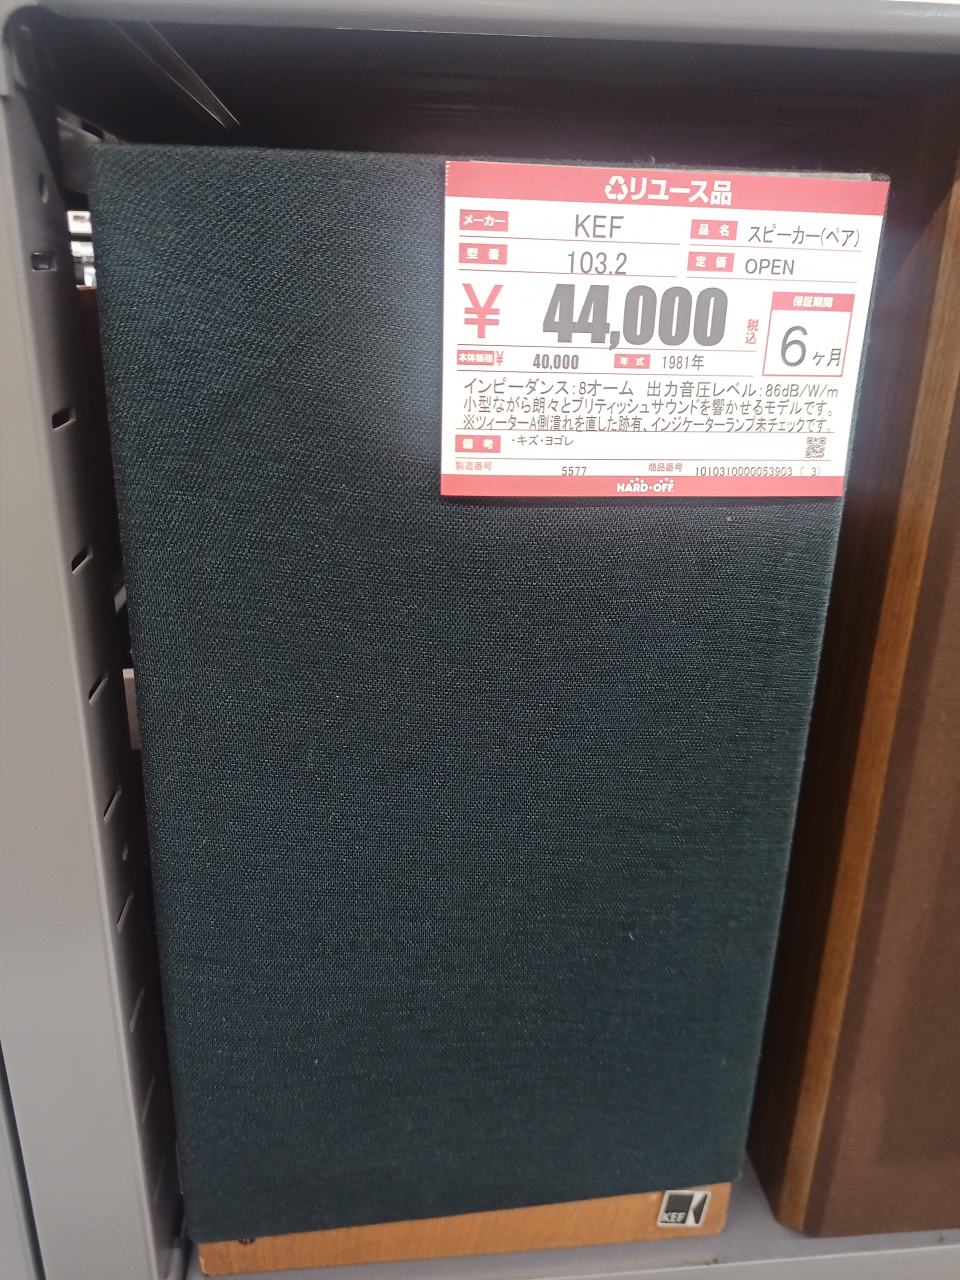 リユース品
メーカー KEF 品名 スピーカー(ペア)
型番 103.2 定価 OPEN
¥ 44,000 税込 保証期間 6ヶ月
本体価格¥ 40,000 年式 1981年
インピーダンス:8オーム 出力音圧レベル:86dB/W/m
小型ながら朗々とブリティッシュサウンドを響かせるモデルです。
※ツィーターA側潰れを直した跡有、インジケーターランプ未チェックです。
備考 ・キズ・ヨゴレ
製造番号 5577 商品番号 1010310000053903 ( 3)
HARD・OFF
KEF